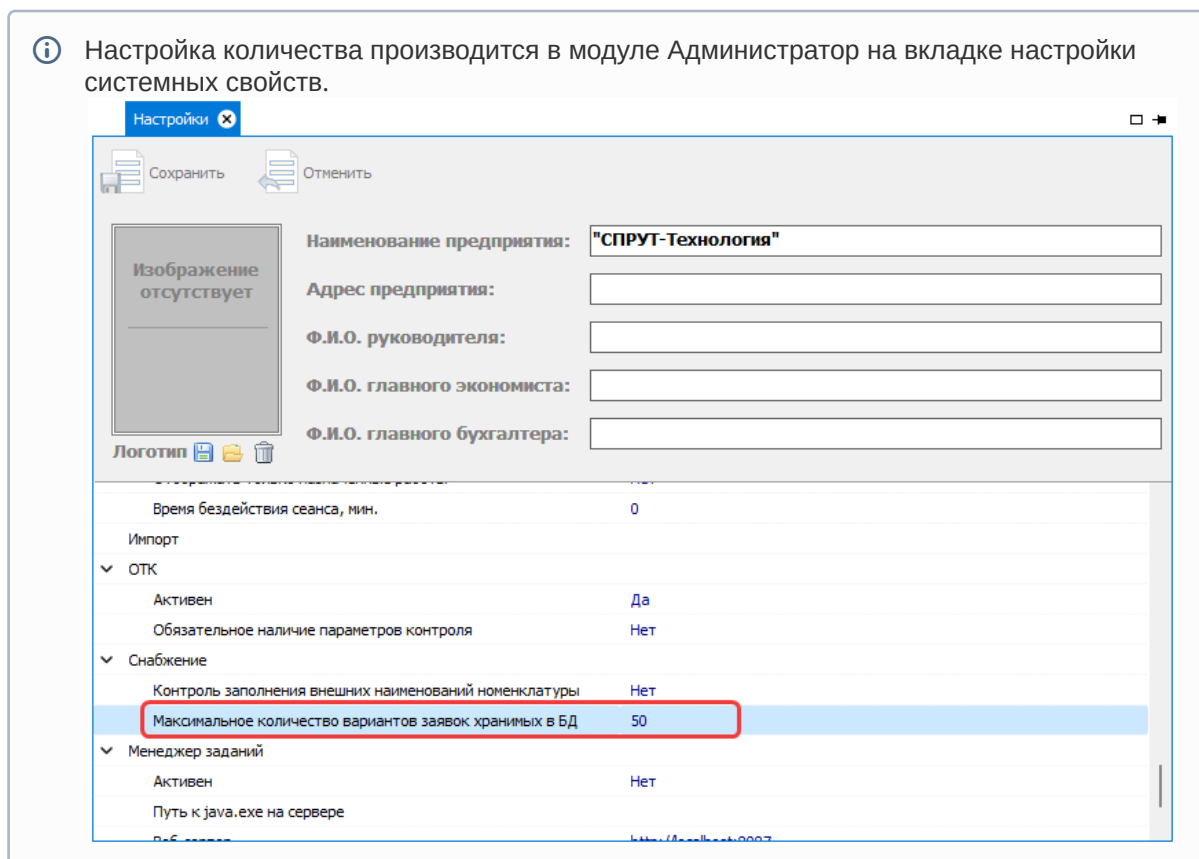 Настройка количества производится в модуле Администратор на вкладке настройки
системных свойств.
Настройки
Сохранить Отменить
Изображение
отсутствует
Наименование предприятия: "СПРУТ-Технология"
Адрес предприятия:
Ф.И.О. руководителя:
Ф.И.О. главного экономиста:
Ф.И.О. главного бухгалтера:
Логотип
Время бездействия сеанса, мин. 0
Импорт
ОТК
Активен Да
Обязательное наличие параметров контроля Нет
Снабжение
Контроль заполнения внешних наименований номенклатуры Нет
Максимальное количество вариантов заявок хранимых в БД 50
Менеджер заданий
Активен Нет
Путь к java.exe на сервере